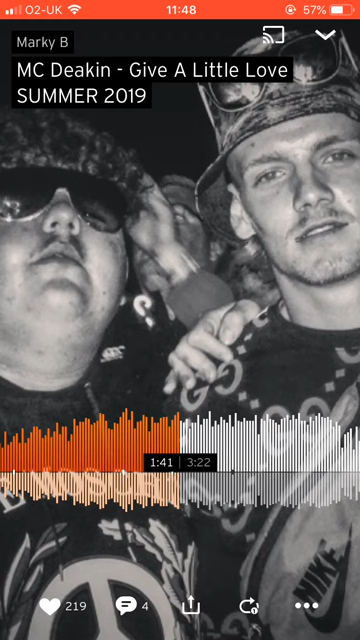 O2-UK
11:48
57%
Marky B
MC Deakin - Give A Little Love
SUMMER 2019
MOSCH
1:41 | 3:22
NIKE
219
4